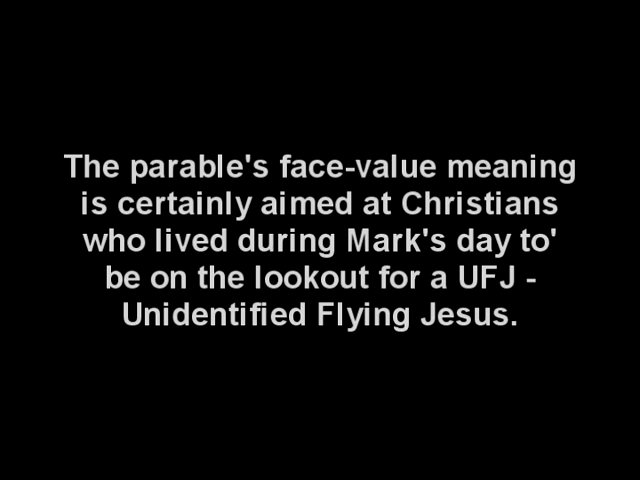 The parable's face-value meaning
is certainly aimed at Christians
who lived during Mark's day to'
be on the lookout for a UFJ -
Unidentified Flying Jesus.